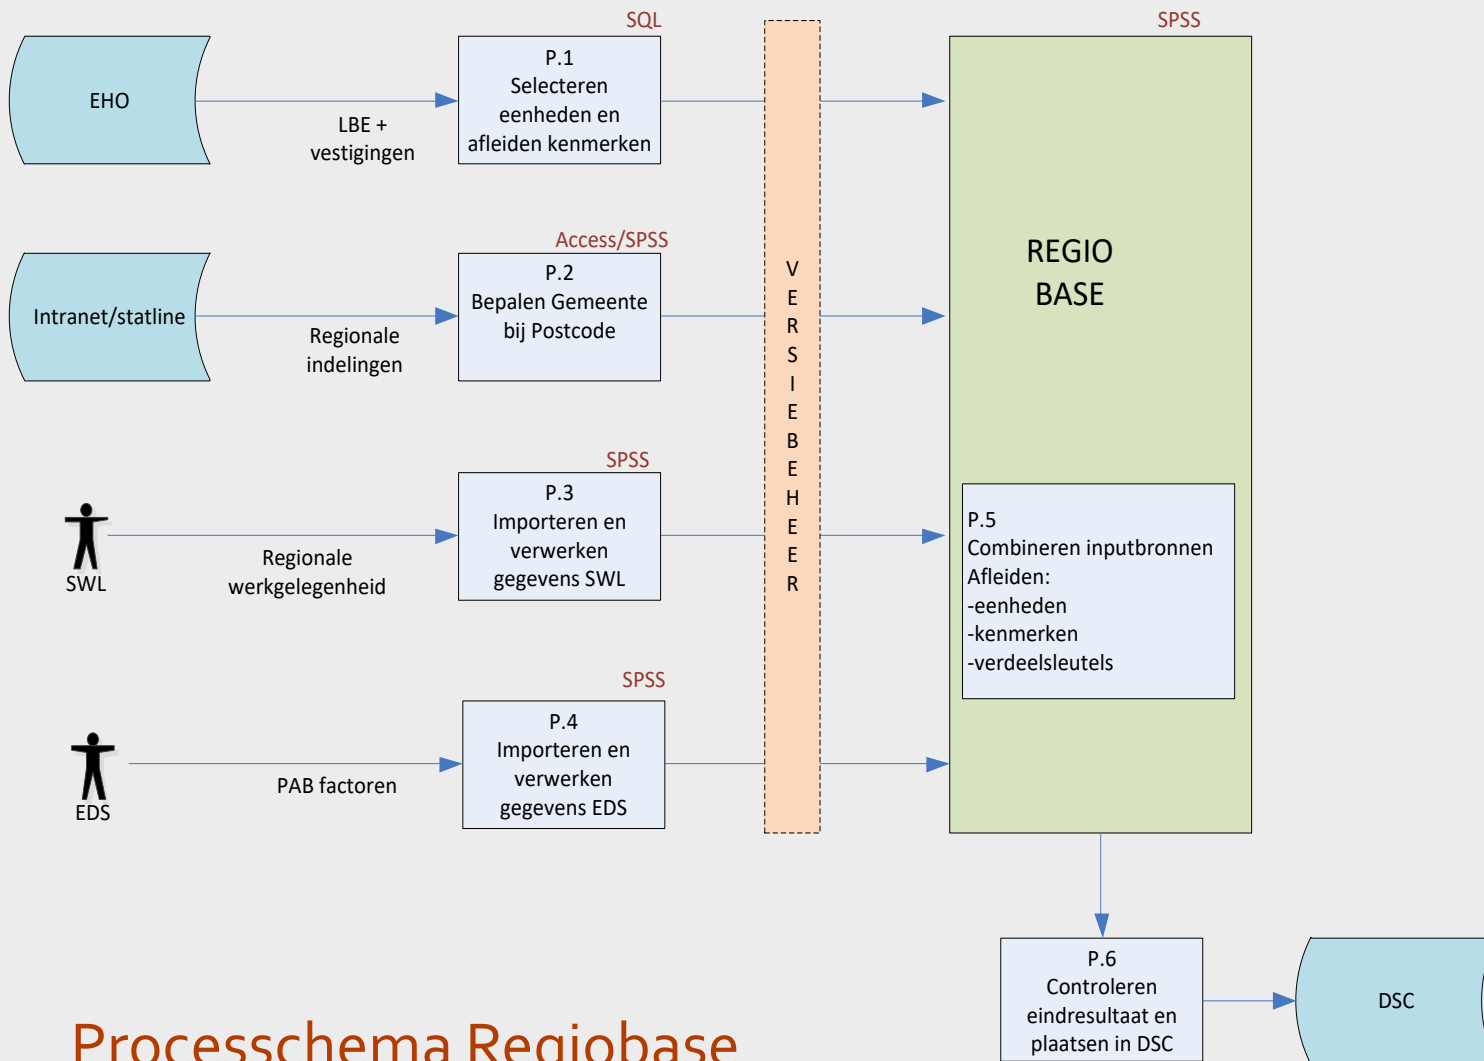 SQL
SPSS
EHO
LBE +
vestigingen
P.1
Selecteren
eenheden en
afleiden kenmerken
Access/SPSS
Intranet/statline
Regionale
indelingen
P.2
Bepalen Gemeente
bij Postcode
V
E
R
S
I
E
B
E
H
E
E
R
REGIO
BASE
SPSS
SWL
Regionale
werkgelegenheid
P.3
Importeren en
verwerken
gegevens SWL
P.5
Combineren inputbronnen
Afleiden:
-eenheden
-kenmerken
-verdeelsleutels
SPSS
EDS
PAB factoren
P.4
Importeren en
verwerken
gegevens EDS
P.6
Controleren
eindresultaat en
plaatsen in DSC
DSC
Processchema Regiobase